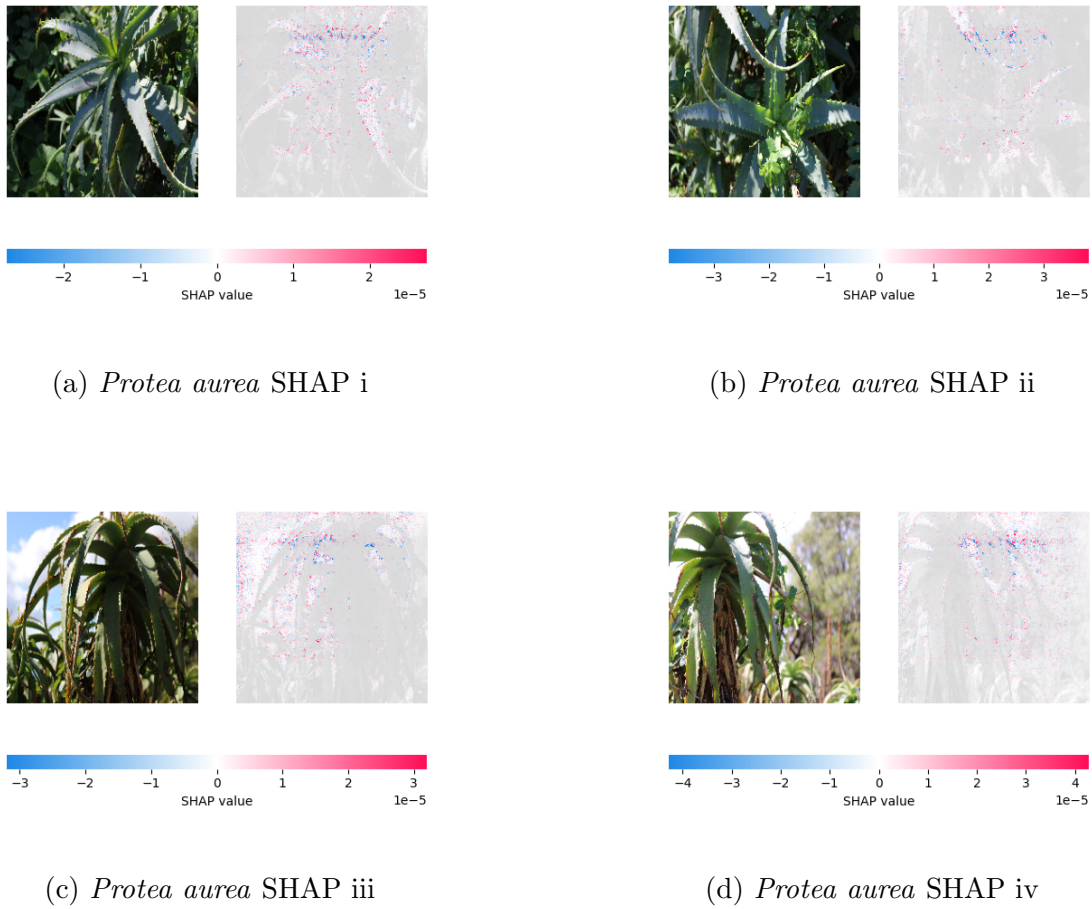 −2 −1 0 1 2
SHAP value 1e−5
−3 −2 −1 0 1 2 3
SHAP value 1e−5
(a) Protea aurea SHAP i
(b) Protea aurea SHAP ii
−3 −2 −1 0 1 2 3
SHAP value 1e−5
−4 −3 −2 −1 0 1 2 3 4
SHAP value 1e−5
(c) Protea aurea SHAP iii
(d) Protea aurea SHAP iv